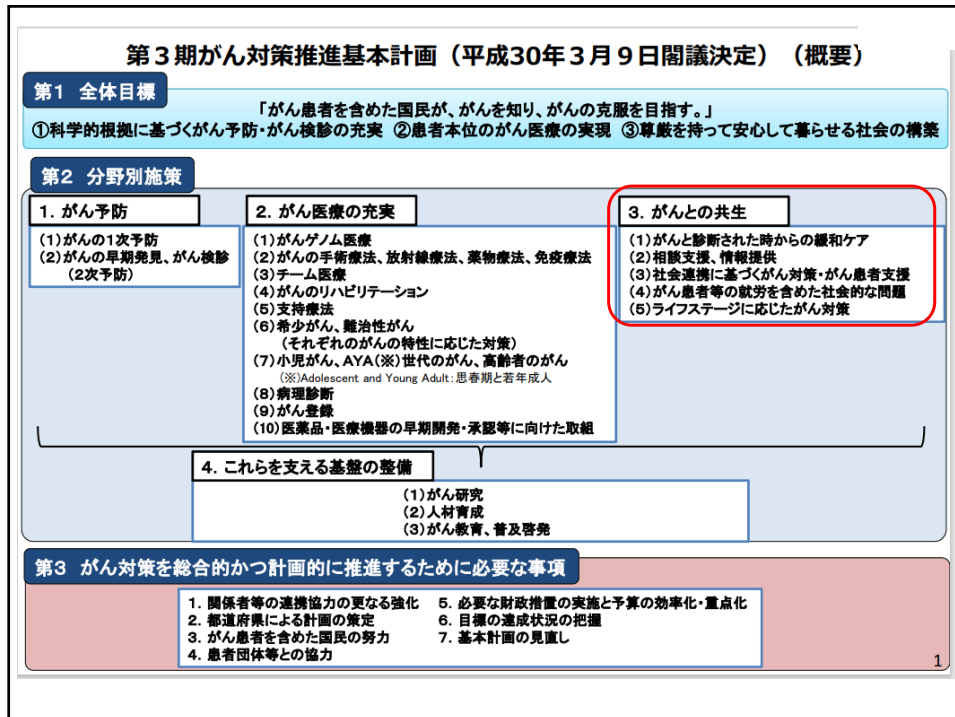 第３期がん対策推進基本計画（平成30年３月９日閣議決定）（概要）
第１ 全体目標
「がん患者を含めた国民が、がんを知り、がんの克服を目指す。」
①科学的根拠に基づくがん予防・がん検診の充実 ②患者本位のがん医療の実現 ③尊厳を持って安心して暮らせる社会の構築
第２ 分野別施策
１．がん予防
（１）がんの１次予防
（２）がんの早期発見、がん検診
（２次予防）
２．がん医療の充実
（１）がんゲノム医療
（２）がんの手術療法、放射線療法、薬物療法、免疫療法
（３）チーム医療
（４）がんのリハビリテーション
（５）支持療法
（６）希少がん、難治性がん
（それぞれのがんの特性に応じた対策）
（７）小児がん、AYA（※）世代のがん、高齢者のがん
（※）Adolescent and Young Adult：思春期と若年成人
（８）病理診断
（９）がん登録
（10）医薬品・医療機器の早期開発・承認等に向けた取組
３．がんとの共生
（１）がんと診断された時からの緩和ケア
（２）相談支援、情報提供
（３）社会連携に基づくがん対策・がん患者支援
（４）がん患者等の就労を含めた社会的な問題
（５）ライフステージに応じたがん対策
４．これらを支える基盤の整備
（１）がん研究
（２）人材育成
（３）がん教育、普及啓発
第３ がん対策を総合的かつ計画的に推進するために必要な事項
１．関係者等の連携協力の更なる強化
２．都道府県による計画の策定
３．がん患者を含めた国民の努力
４．患者団体等との協力
５．必要な財政措置の実施と予算の効率化・重点化
６．目標の達成状況の把握
７．基本計画の見直し
1